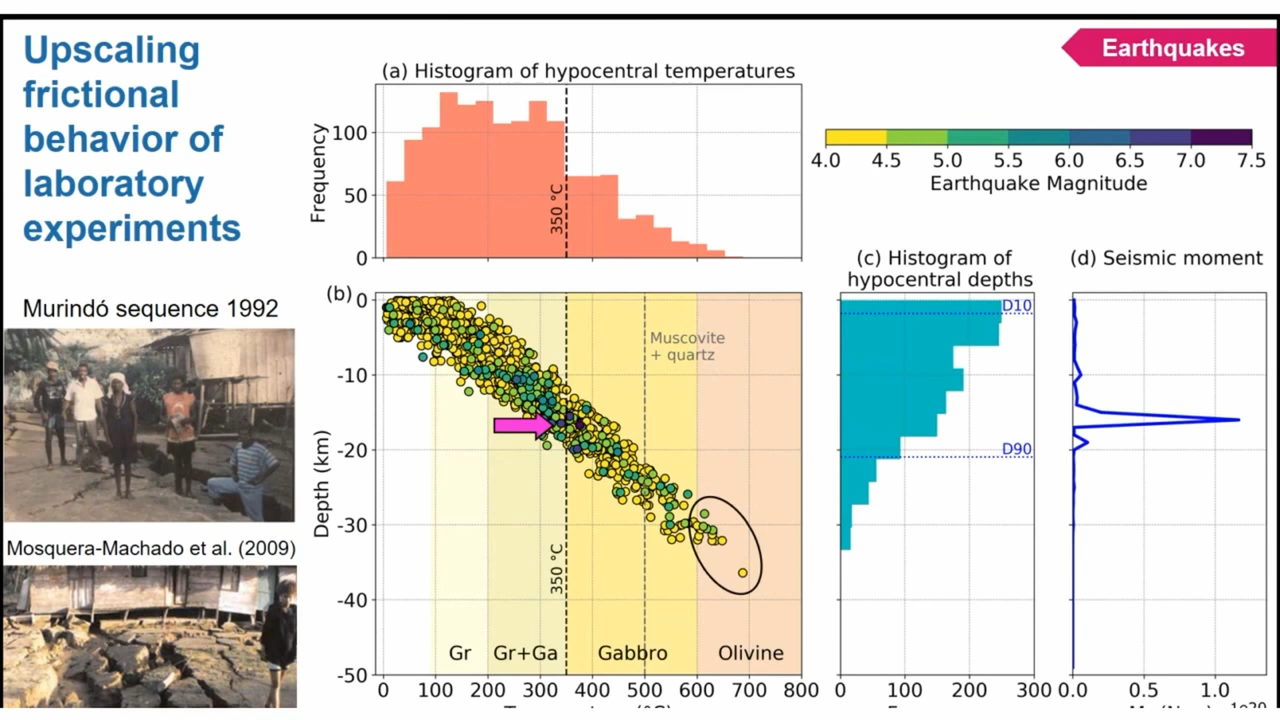 Upscaling
frictional
behavior of
laboratory
experiments
Earthquakes
Murindó sequence 1992
Mosquera-Machado et al. (2009)
(a) Histogram of hypocentral temperatures
Frequency
100
50
0
350 °C
4.0 4.5 5.0 5.5 6.0 6.5 7.0 7.5
Earthquake Magnitude
(b)
Depth (km)
0
-10
-20
-30
-40
-50
Muscovite
+ quartz
350 °C
Gr Gr+Ga Gabbro Olivine
0 100 200 300 400 500 600 700 800
(c) Histogram of
hypocentral depths
D10
D90
0 100 200 300
(d) Seismic moment
0.0 0.5 1.0